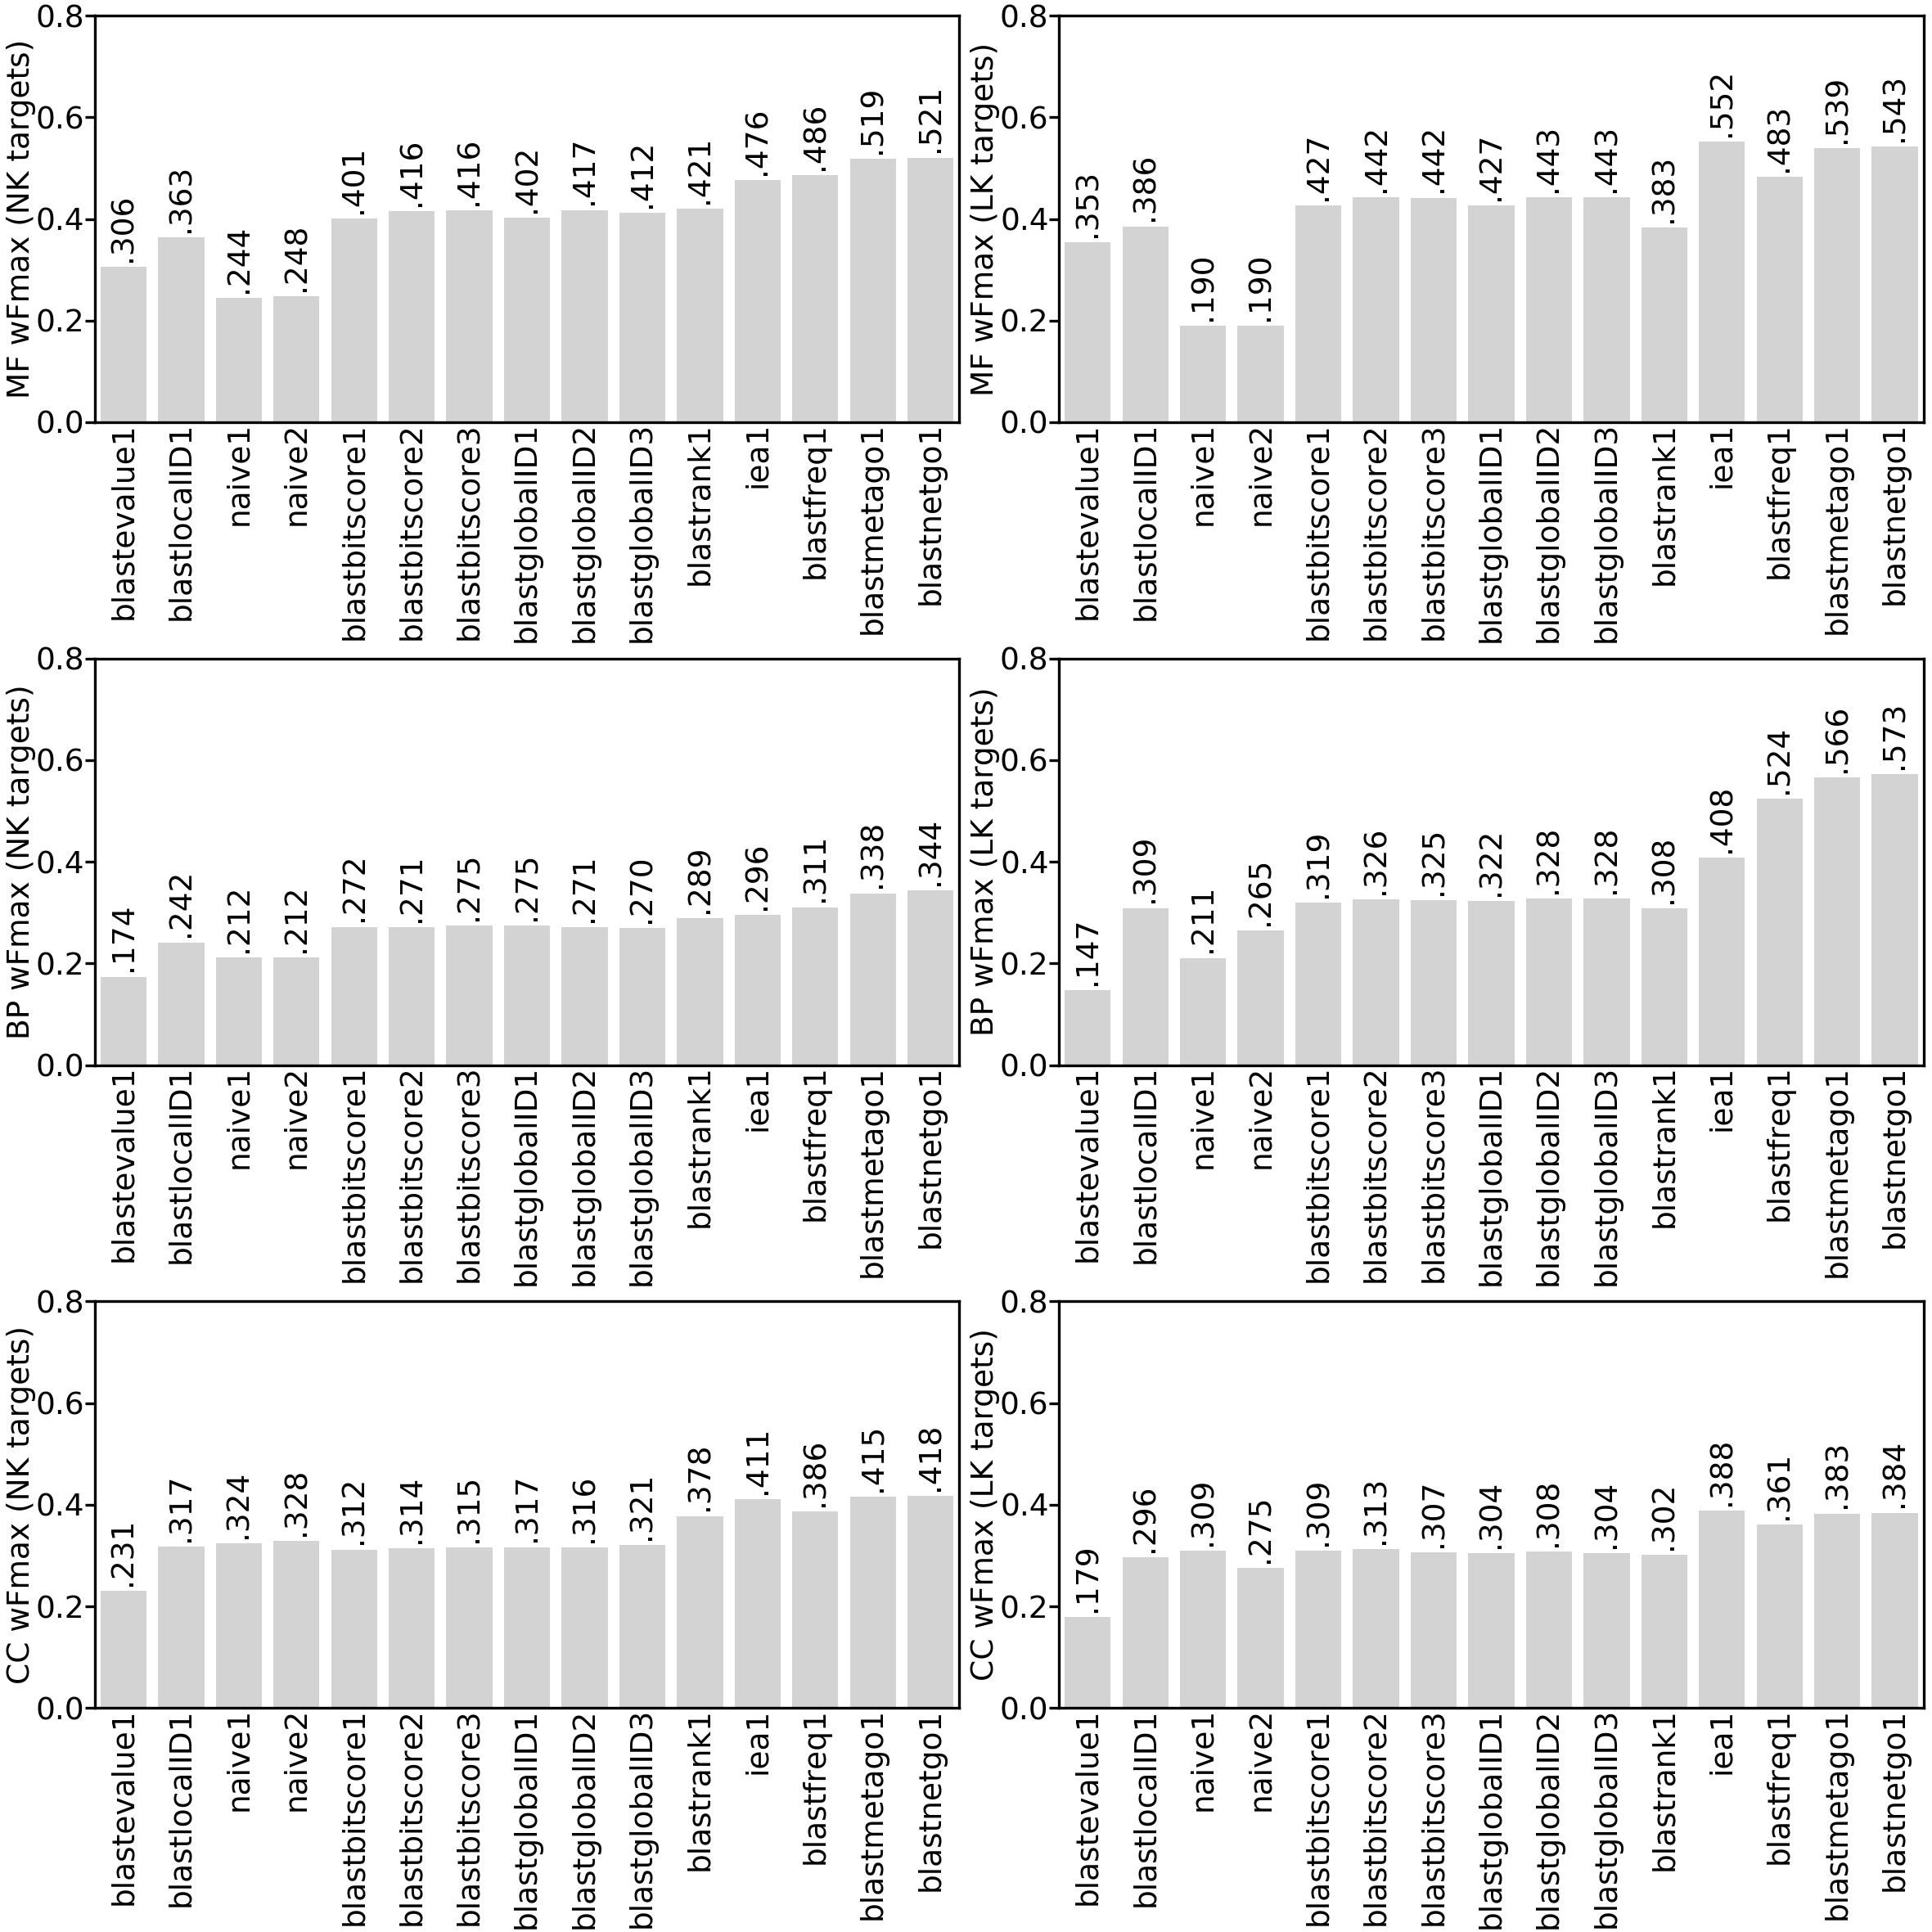 MF wFmax (NK targets)
0.8
0.6
0.4
0.2
0.0
.306
.363
.244
.248
.401
.416
.416
.402
.417
.412
.421
.476
.486
.519
.521
blastevalue1
blastlocalID1
naive1
naive2
blastbitscore1
blastbitscore2
blastbitscore3
blastglobalID1
blastglobalID2
blastglobalID3
blastrank1
iea1
blastfreq1
blastmetago1
blastnetgo1
MF wFmax (LK targets)
0.8
0.6
0.4
0.2
0.0
.353
.386
.190
.190
.427
.442
.442
.427
.443
.443
.383
.552
.483
.539
.543
blastevalue1
blastlocalID1
naive1
naive2
blastbitscore1
blastbitscore2
blastbitscore3
blastglobalID1
blastglobalID2
blastglobalID3
blastrank1
iea1
blastfreq1
blastmetago1
blastnetgo1
BP wFmax (NK targets)
0.8
0.6
0.4
0.2
0.0
.174
.242
.212
.212
.272
.271
.275
.275
.271
.270
.289
.296
.311
.338
.344
blastevalue1
blastlocalID1
naive1
naive2
blastbitscore1
blastbitscore2
blastbitscore3
blastglobalID1
blastglobalID2
blastglobalID3
blastrank1
iea1
blastfreq1
blastmetago1
blastnetgo1
BP wFmax (LK targets)
0.8
0.6
0.4
0.2
0.0
.147
.309
.211
.265
.319
.326
.325
.322
.328
.328
.308
.408
.524
.566
.573
blastevalue1
blastlocalID1
naive1
naive2
blastbitscore1
blastbitscore2
blastbitscore3
blastglobalID1
blastglobalID2
blastglobalID3
blastrank1
iea1
blastfreq1
blastmetago1
blastnetgo1
CC wFmax (NK targets)
0.8
0.6
0.4
0.2
0.0
.231
.317
.324
.328
.312
.314
.315
.317
.316
.321
.378
.411
.386
.415
.418
blastevalue1
blastlocalID1
naive1
naive2
blastbitscore1
blastbitscore2
blastbitscore3
blastglobalID1
blastglobalID2
blastglobalID3
blastrank1
iea1
blastfreq1
blastmetago1
blastnetgo1
CC wFmax (LK targets)
0.8
0.6
0.4
0.2
0.0
.179
.296
.309
.275
.309
.313
.307
.304
.308
.304
.302
.388
.361
.383
.384
blastevalue1
blastlocalID1
naive1
naive2
blastbitscore1
blastbitscore2
blastbitscore3
blastglobalID1
blastglobalID2
blastglobalID3
blastrank1
iea1
blastfreq1
blastmetago1
blastnetgo1